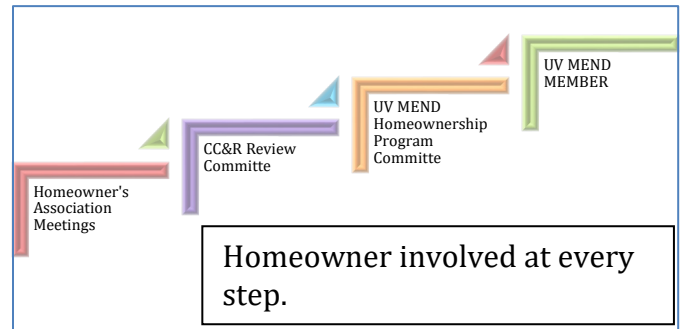 Homeowner's
Association
Meetings
CC&R Review
Committe
UV MEND
Homeownership
Program
Committe
UV MEND
MEMBER
Homeowner involved at every
step.